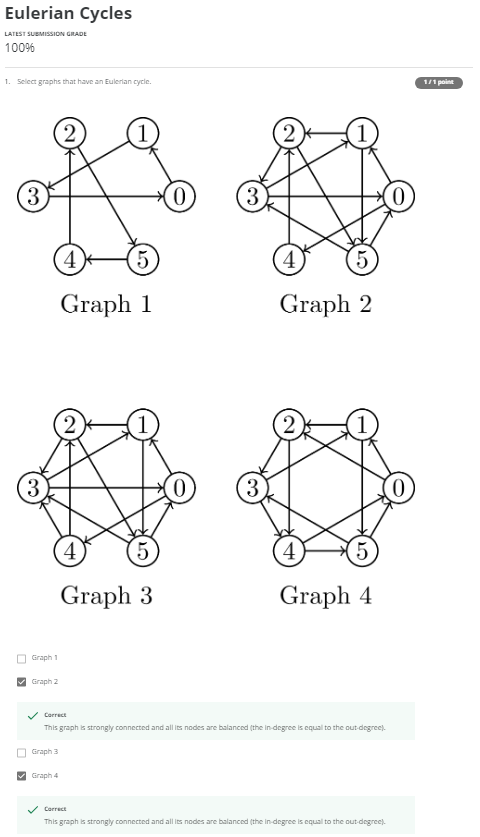 Eulerian Cycles
LATEST SUBMISSION GRADE
100%
1. Select graphs that have an Eulerian cycle.
1 / 1 point
2 1
3 0
4 5
Graph 1
2 1
3 0
4 5
Graph 2
2 1
3 0
4 5
Graph 3
2 1
3 0
4 5
Graph 4
Graph 1
Graph 2
Correct
This graph is strongly connected and all its nodes are balanced (the in-degree is equal to the out-degree).
Graph 3
Graph 4
Correct
This graph is strongly connected and all its nodes are balanced (the in-degree is equal to the out-degree).